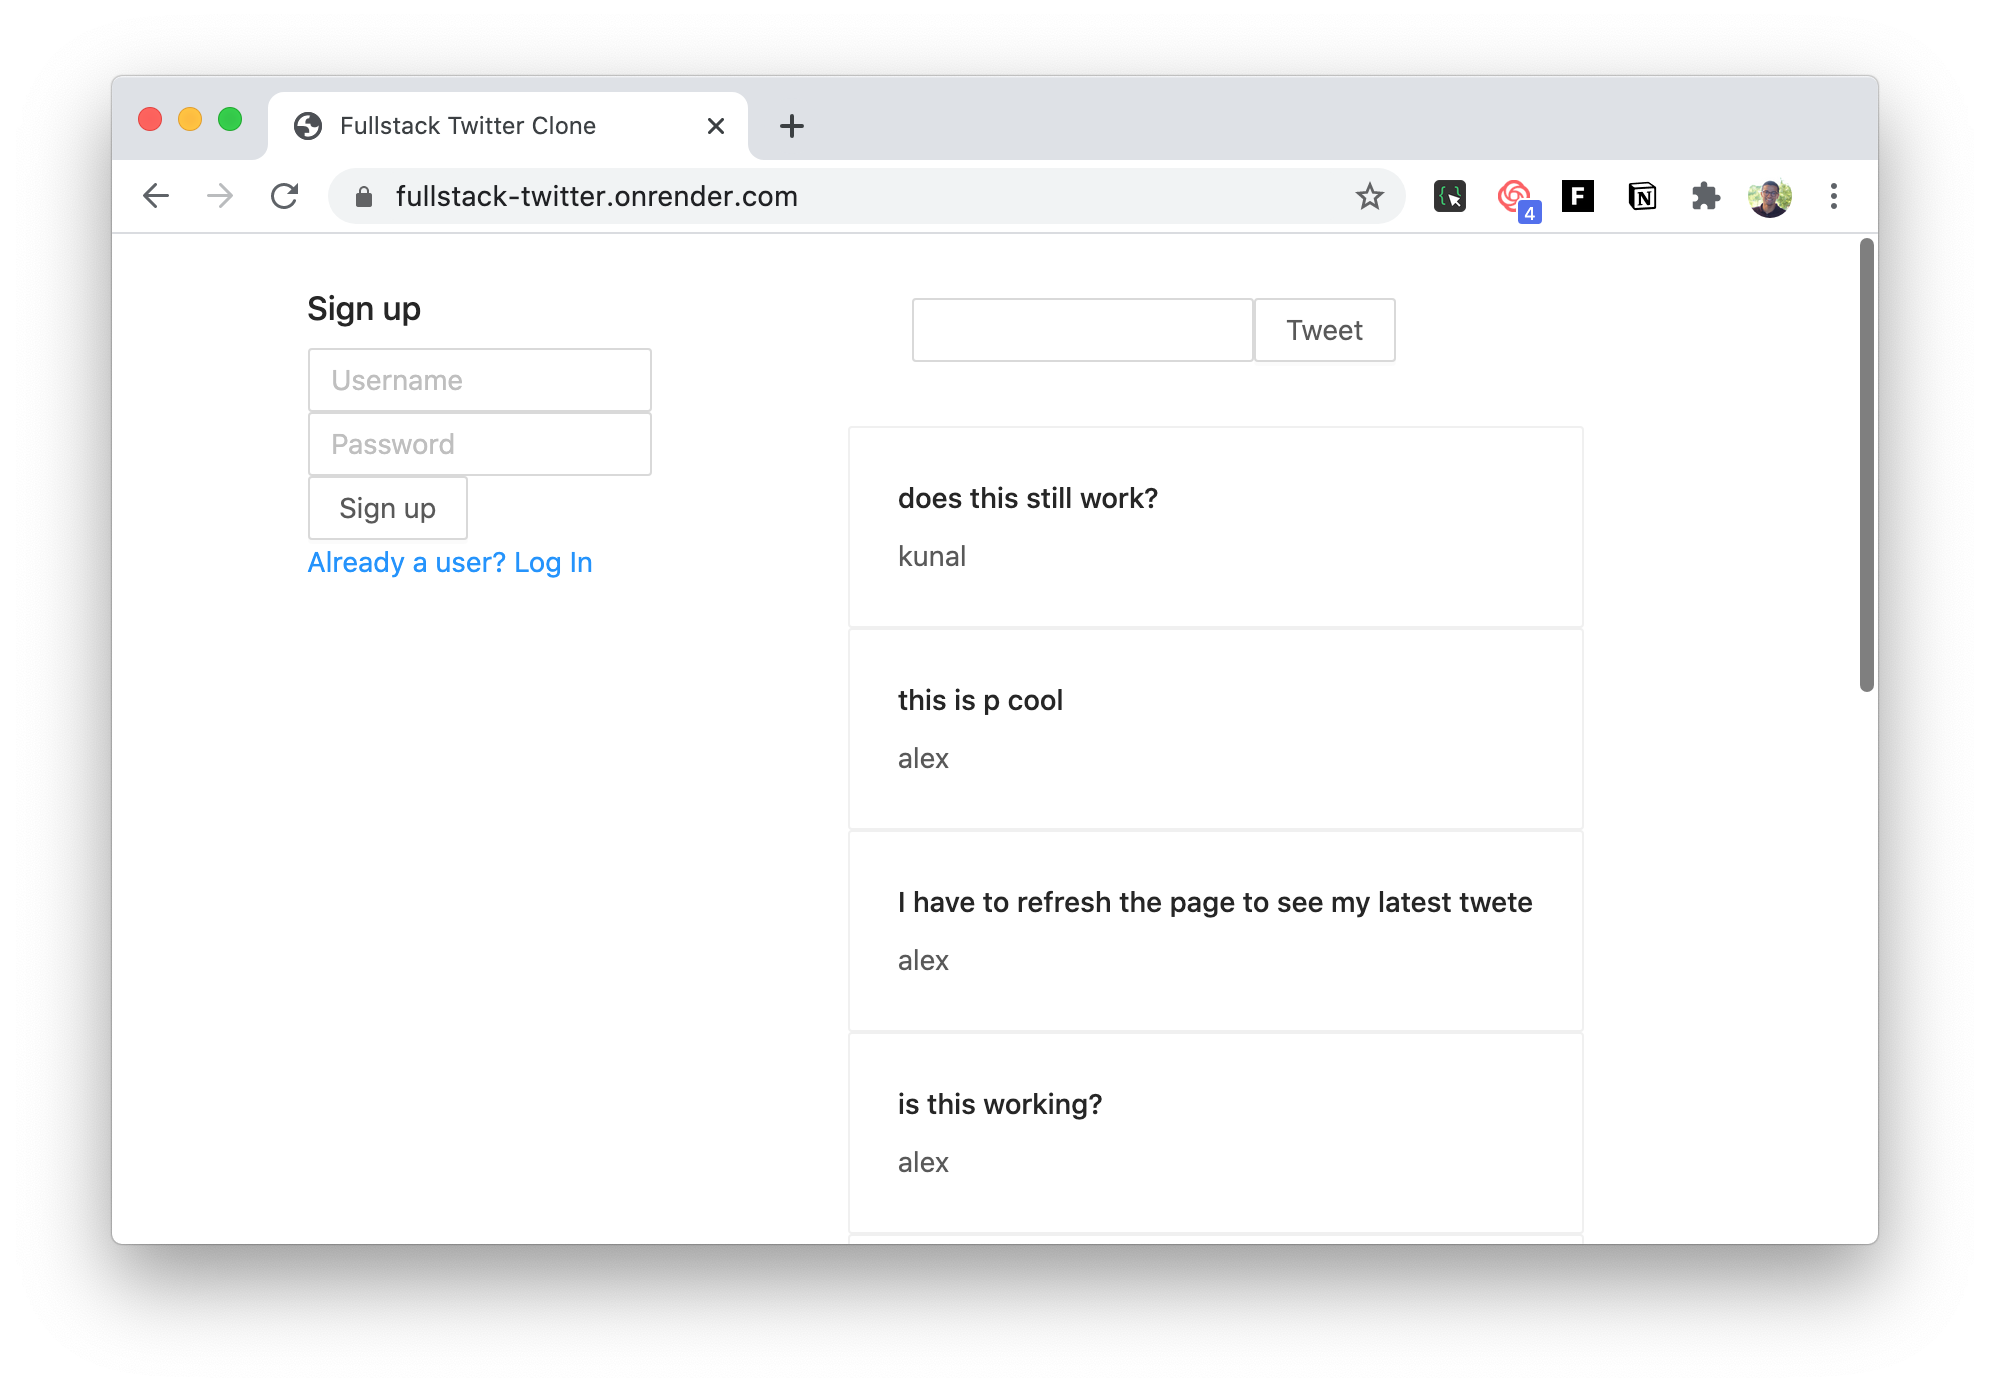 Fullstack Twitter Clone
fullstack-twitter.onrender.com
4
F
N
Sign up
Username
Password
Sign up
Already a user? Log In
Tweet
does this still work?
kunal
this is p cool
alex
I have to refresh the page to see my latest twete
alex
is this working?
alex